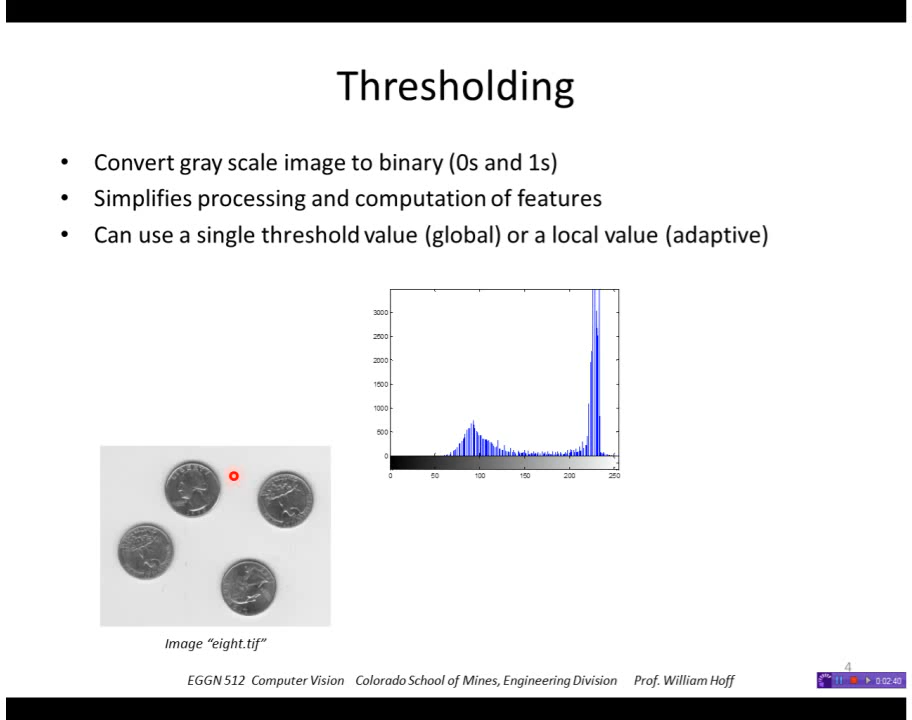 Thresholding
• Convert gray scale image to binary (0s and 1s)
• Simplifies processing and computation of features
• Can use a single threshold value (global) or a local value (adaptive)
3000
2500
2000
1500
1000
500
0
0 50 100 150 200 250
Image “eight.tif”
4
EGGN 512 Computer Vision Colorado School of Mines, Engineering Division Prof. William Hoff
0:02:40